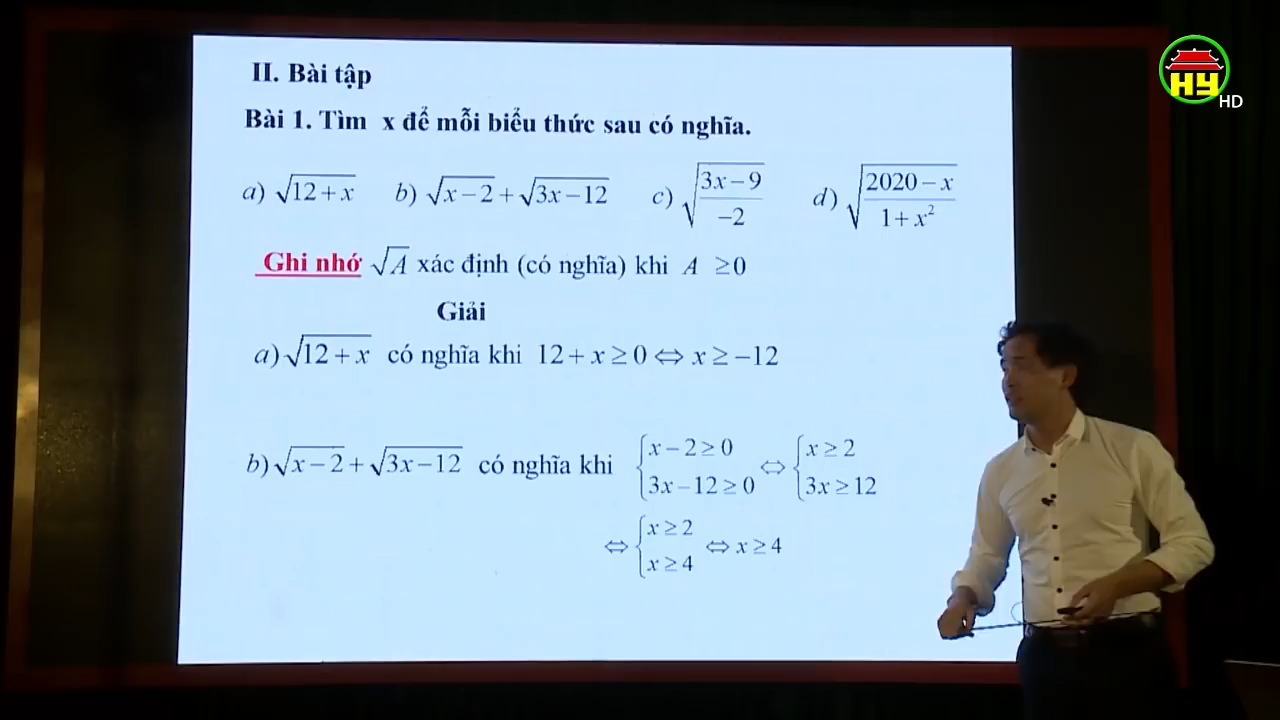 HY
HD
II. Bài tập
Bài 1. Tìm x để mỗi biểu thức sau có nghĩa.
a) √(12+x) b) √(x−2)+√(3x−12) c) √((3x−9)/(−2)) d) √((2020−x)/(1+x²))
Ghi nhớ √A xác định (có nghĩa) khi A ≥0
Giải
a)√(12+x) có nghĩa khi 12+x≥0⇔x≥−12
b)√(x−2)+√(3x−12) có nghĩa khi {x−2≥0; 3x−12≥0 ⇔ {x≥2; 3x≥12
⇔{x≥2; x≥4 ⇔x≥4